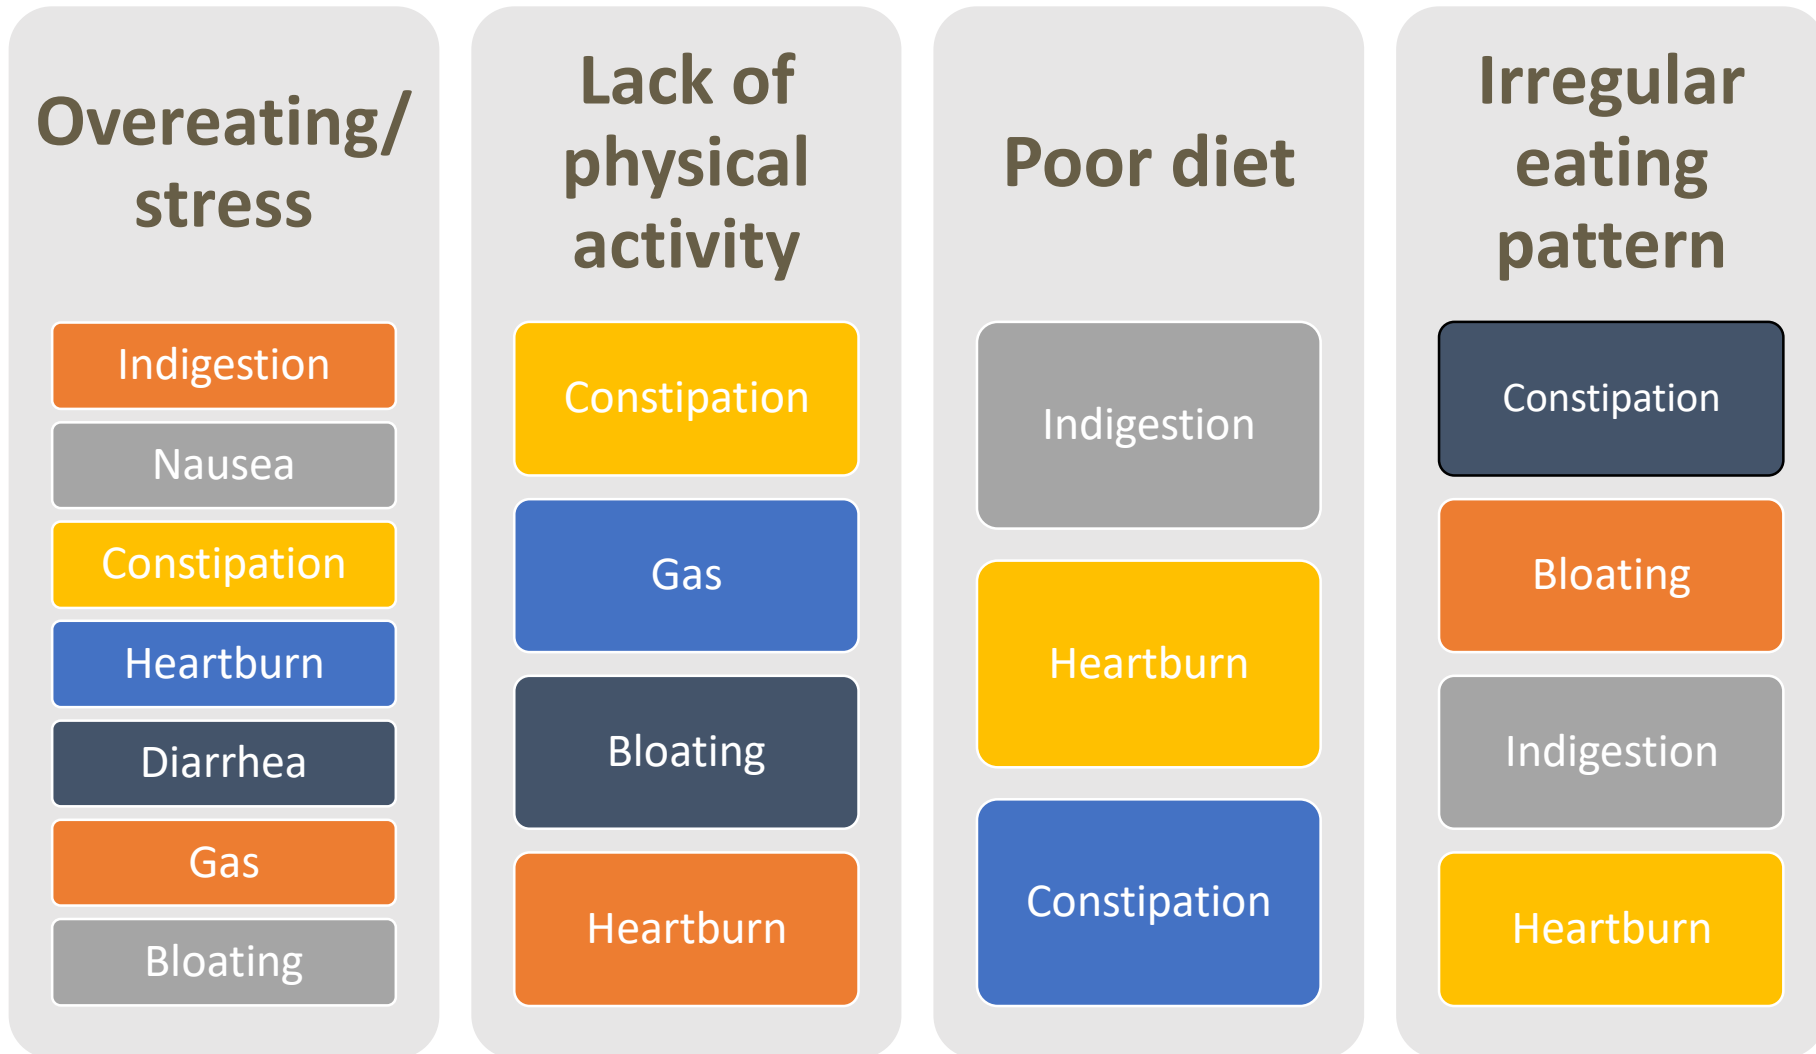 Overeating/
stress
Indigestion
Nausea
Constipation
Heartburn
Diarrhea
Gas
Bloating
Lack of
physical
activity
Constipation
Gas
Bloating
Heartburn
Poor diet
Indigestion
Heartburn
Constipation
Irregular
eating
pattern
Constipation
Bloating
Indigestion
Heartburn